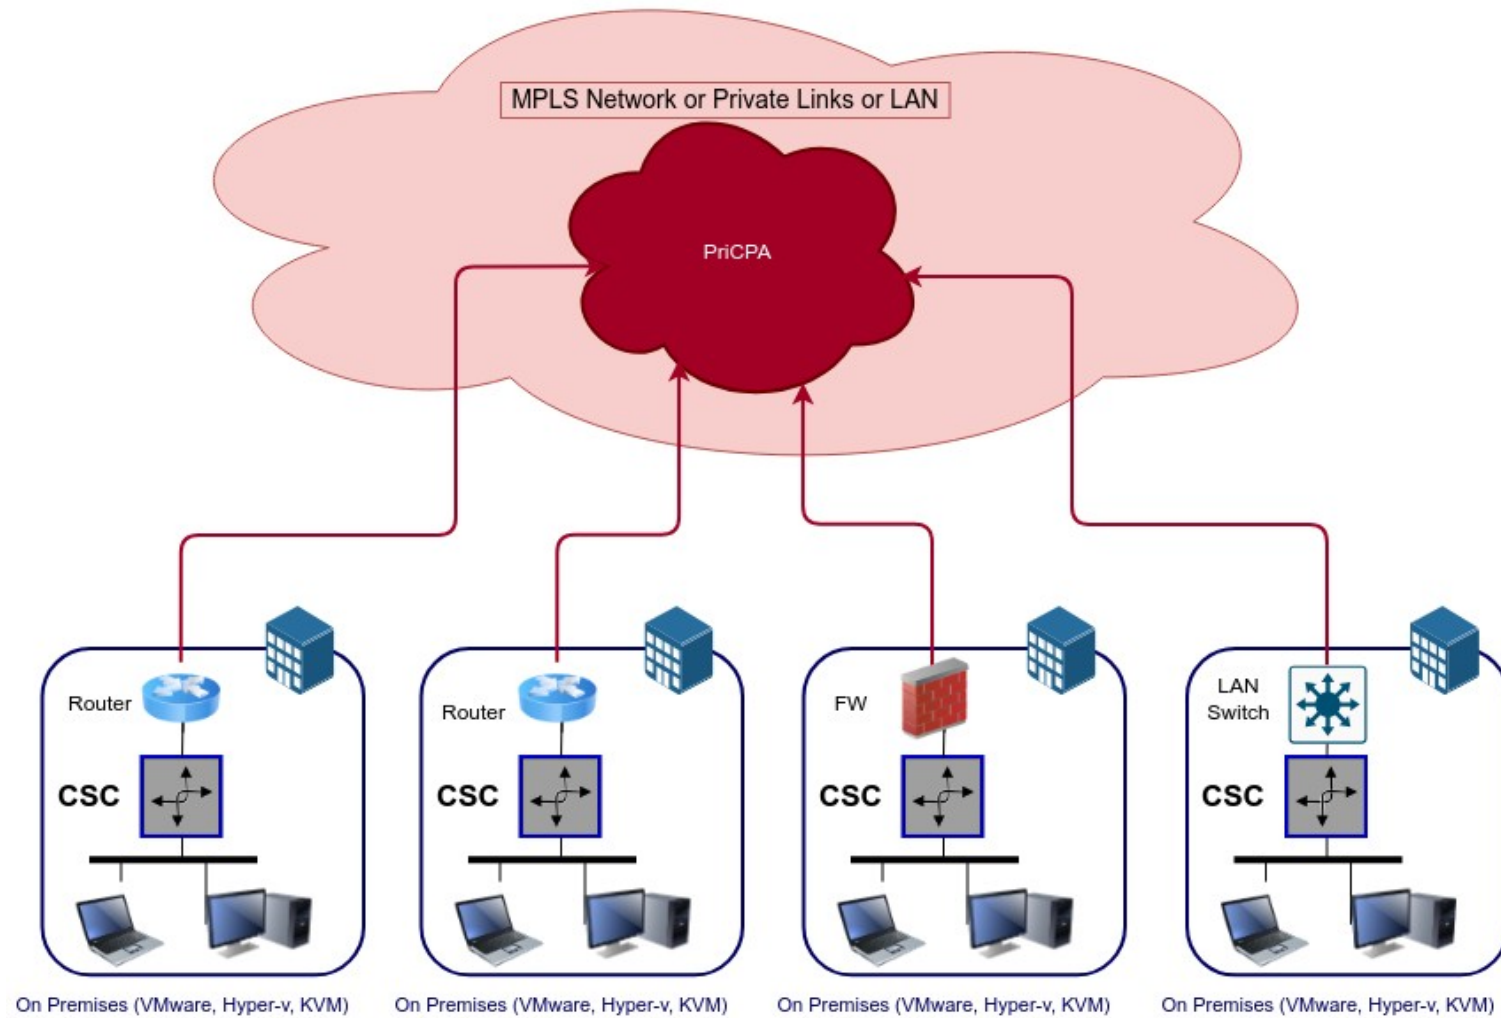 MPLS Network or Private Links or LAN
PriCPA
Router
Router
FW
LAN
Switch
CSC
CSC
CSC
CSC
On Premises (VMware, Hyper-v, KVM)
On Premises (VMware, Hyper-v, KVM)
On Premises (VMware, Hyper-v, KVM)
On Premises (VMware, Hyper-v, KVM)